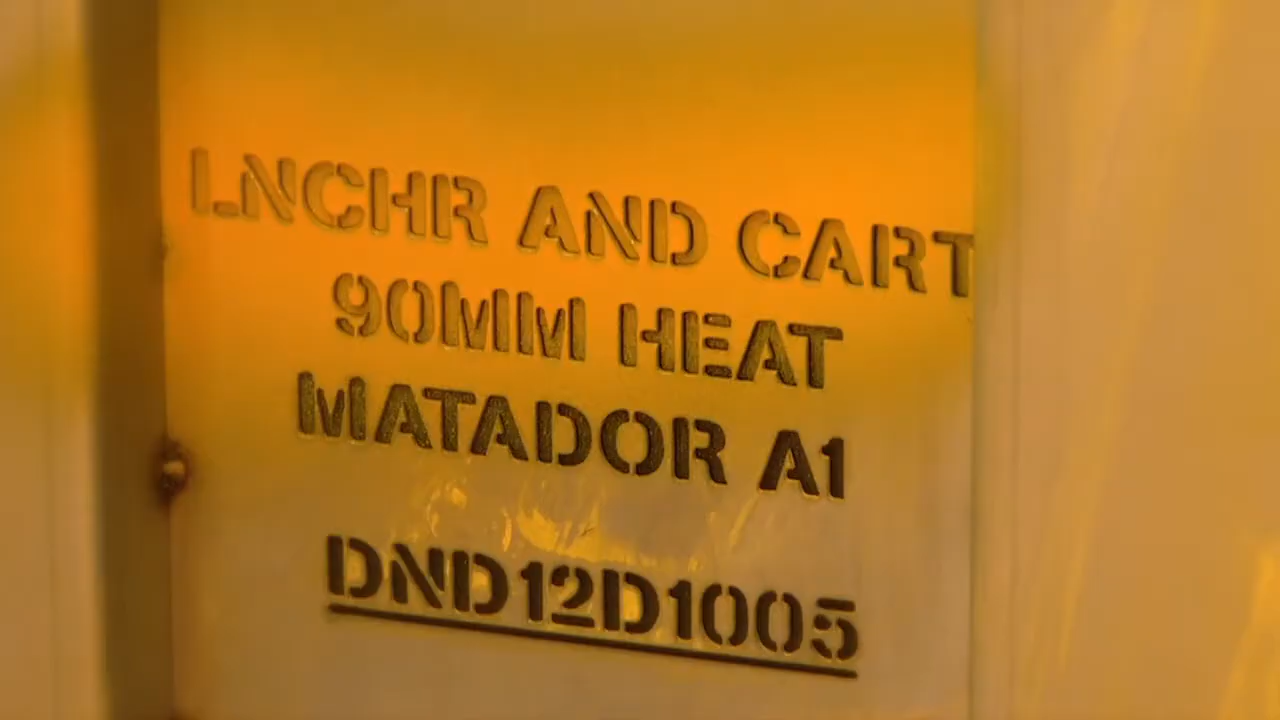 LNCHR AND CART
90MM HEAT
MATADOR A1
DND12D1005